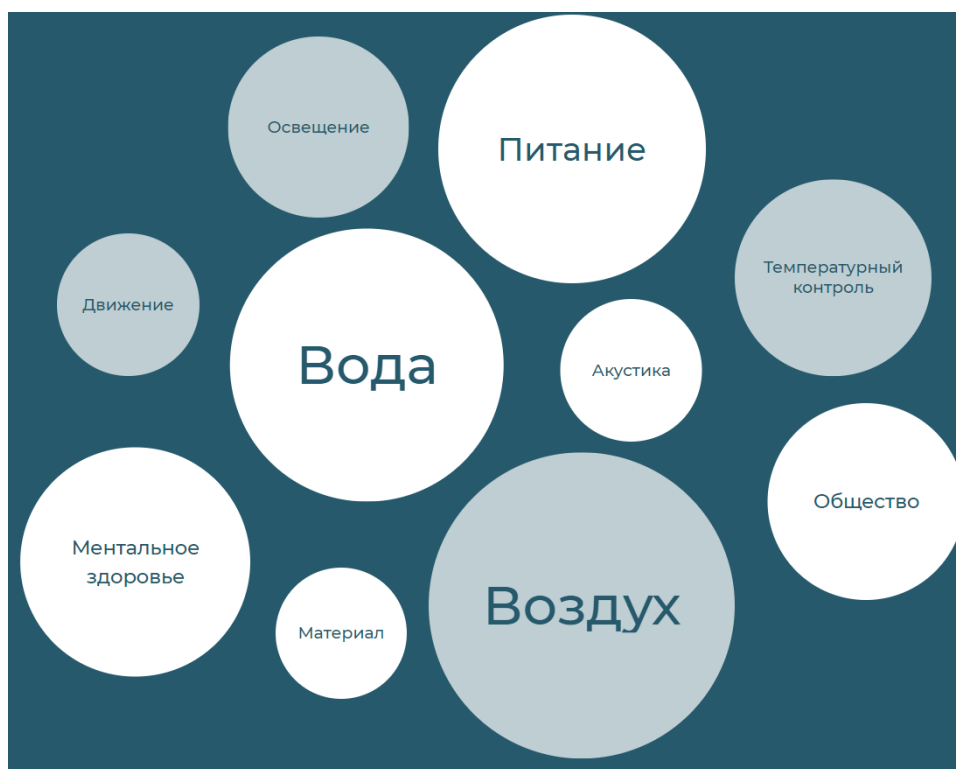 Освещение
Питание
Температурный
контроль
Движение
Вода
Акустика
Общество
Ментальное
здоровье
Воздух
Материал